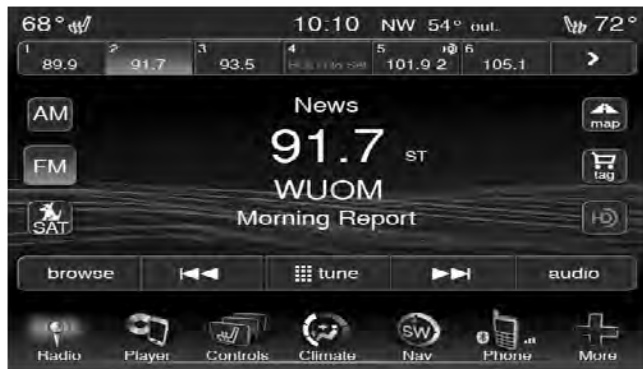 68° 10:10 NW 54° out. 72°
1 2 3 4 5 6
89.9 91.7 93.5 101.9 2 105.1 >
News
AM
map
91.7 ST
FM
tag
WUOM
SAT
Morning Report
HD
browse tune audio
SW
Radio Player Controls Climate Nav Phone More